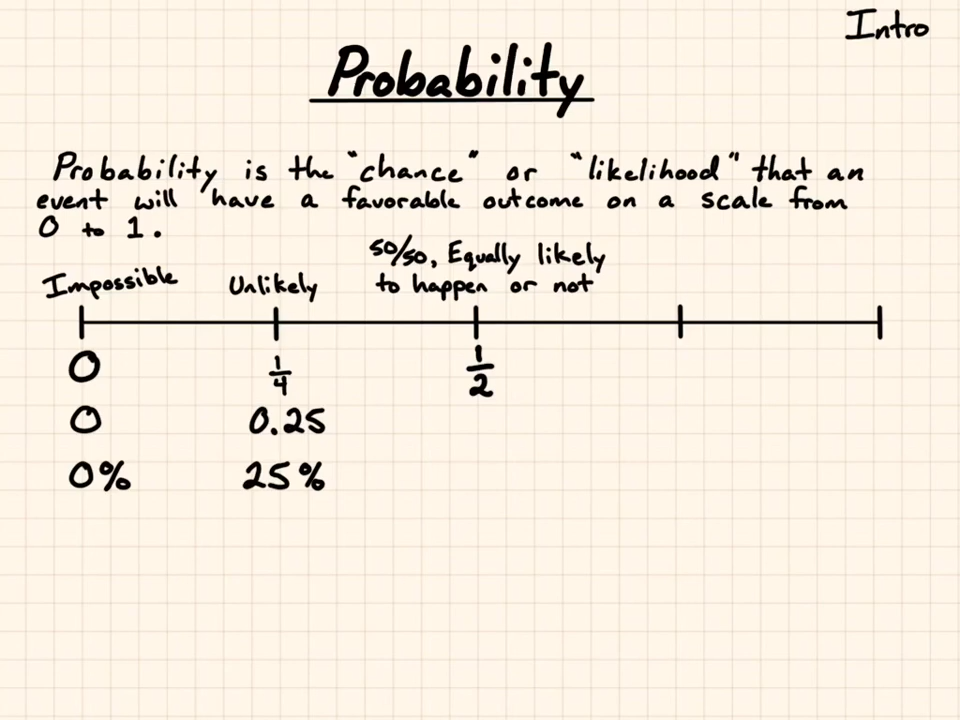 Intro
Probability
Probability is the "chance" or "likelihood" that an
event will have a favorable outcome on a scale from
0 to 1.
50/50, Equally likely
to happen or not
Impossible Unlikely
0 1/4 1/2
0 0.25
0% 25%